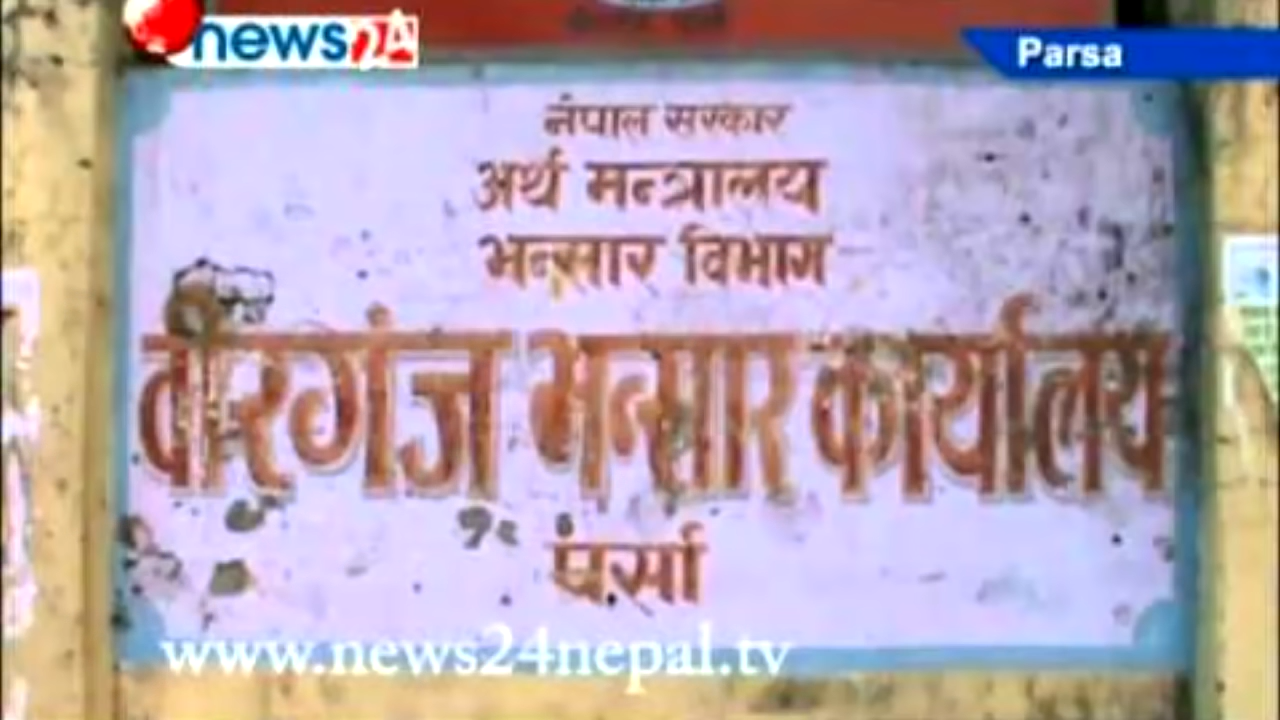 news24
Parsa
नेपाल सरकार
अर्थ मन्त्रालय
भन्सार विभाग
वीरगंज भन्सार कार्यालय
पर्सा
www.news24nepal.tv